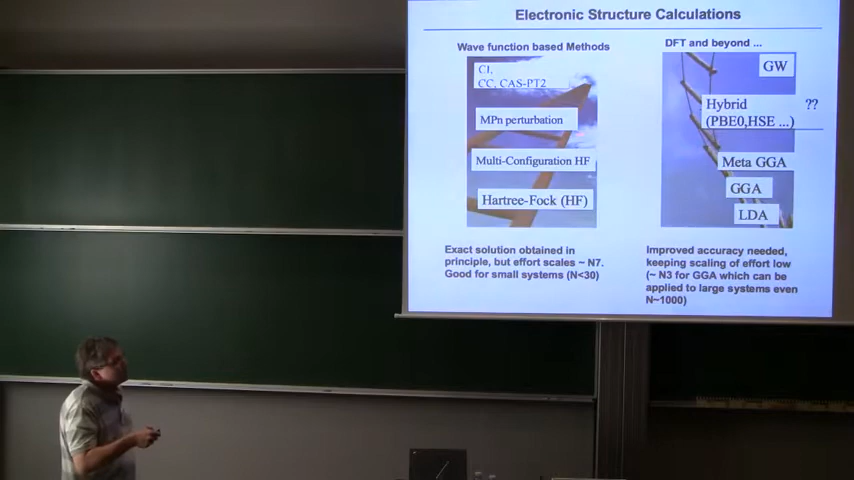 Electronic Structure Calculations
Wave function based Methods
CI,
CC, CAS-PT2
MPn perturbation
Multi-Configuration HF
Hartree-Fock (HF)
Exact solution obtained in
principle, but effort scales ~ N7.
Good for small systems (N<30)
DFT and beyond ...
GW
Hybrid ??
(PBE0,HSE ...)
Meta GGA
GGA
LDA
Improved accuracy needed,
keeping scaling of effort low
(~ N3 for GGA which can be
applied to large systems even
N~1000)